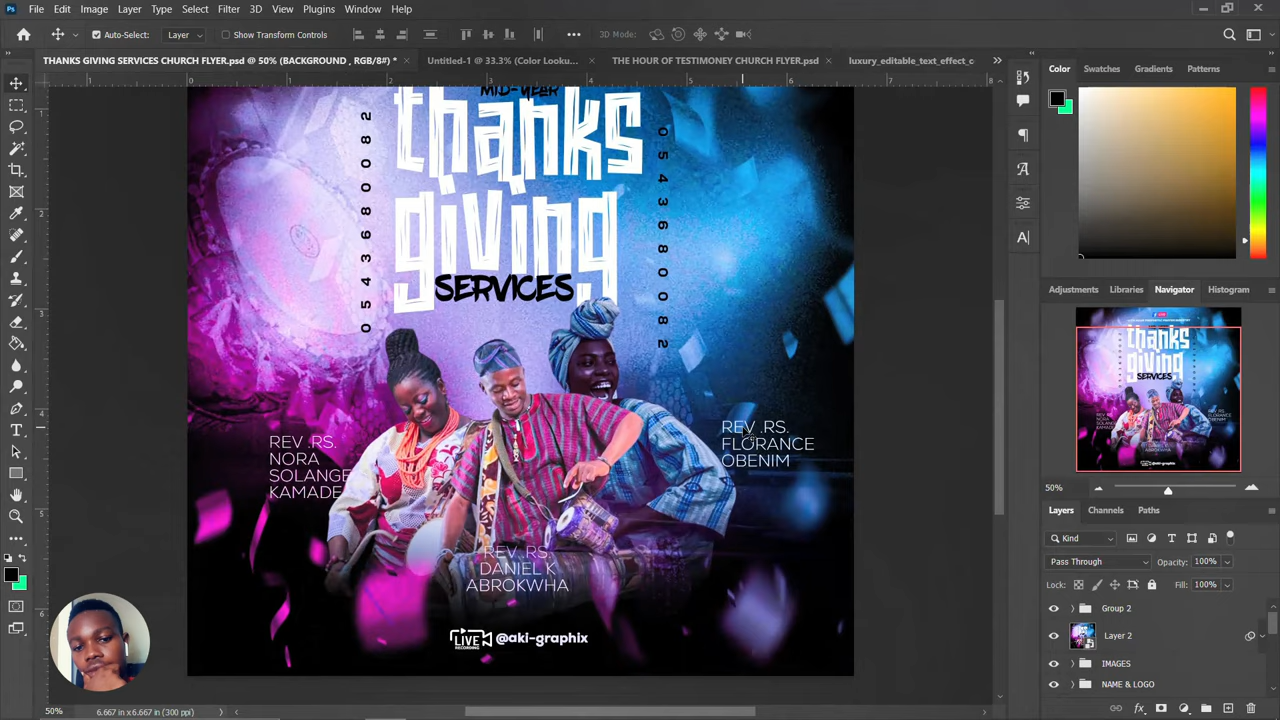 File Edit Image Layer Type Select Filter 3D View Plugins Window Help
Auto-Select: Layer Show Transform Controls 3D Mode:
THANKS GIVING SERVICES CHURCH FLYER.psd @ 50% (BACKGROUND , RGB/8#) * Untitled-1 @ 33.3% (Color Looku... THE HOUR OF TESTIMONEY CHURCH FLYER.psd luxury_editable_text_effect_c
MID-YEAR
thanks
giving
SERVICES
0543680082
0543680082
REV .RS.
NORA
SOLANGE
KAMADE
REV .RS.
FLORANCE
OBENIM
REV .RS.
DANIEL K
ABROKWHA
LIVE
RECORDING
@aki-graphix
50% 6.667 in x 6.667 in (300 ppi)
Color Swatches Gradients Patterns
Adjustments Libraries Navigator Histogram
50%
Layers Channels Paths
Kind
Pass Through Opacity: 100%
Lock: Fill: 100%
Group 2
Layer 2
IMAGES
NAME & LOGO